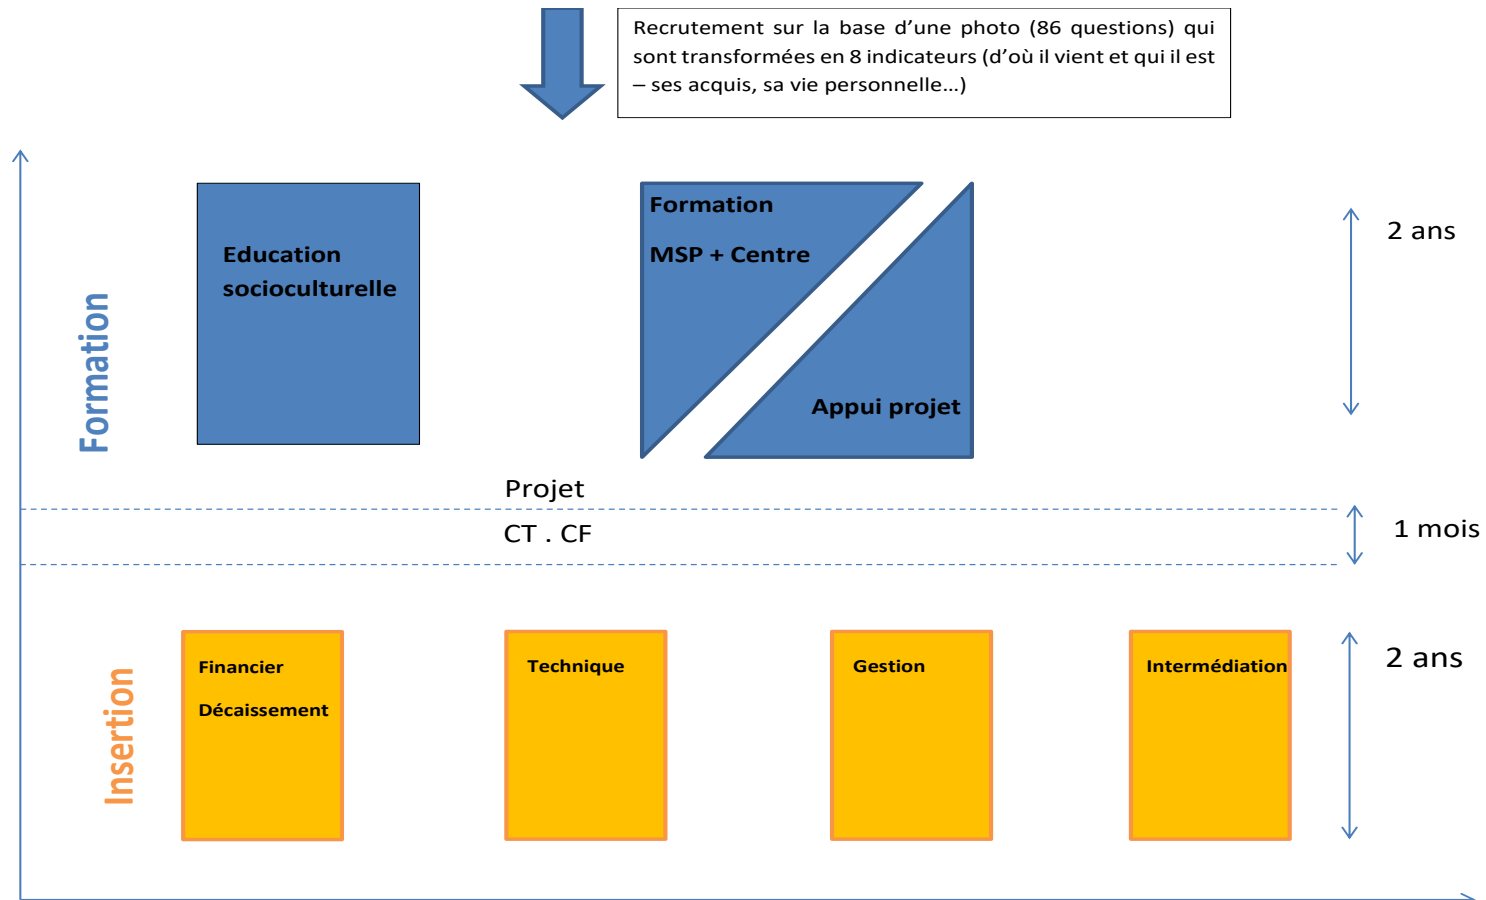 Recrutement sur la base d’une photo (86 questions) qui
sont transformées en 8 indicateurs (d’où il vient et qui il est
– ses acquis, sa vie personnelle…)
Formation
Education
socioculturelle
Formation
MSP + Centre
Appui projet
2 ans
Projet
CT . CF
1 mois
Insertion
Financier
Décaissement
Technique
Gestion
Intermédiation
2 ans